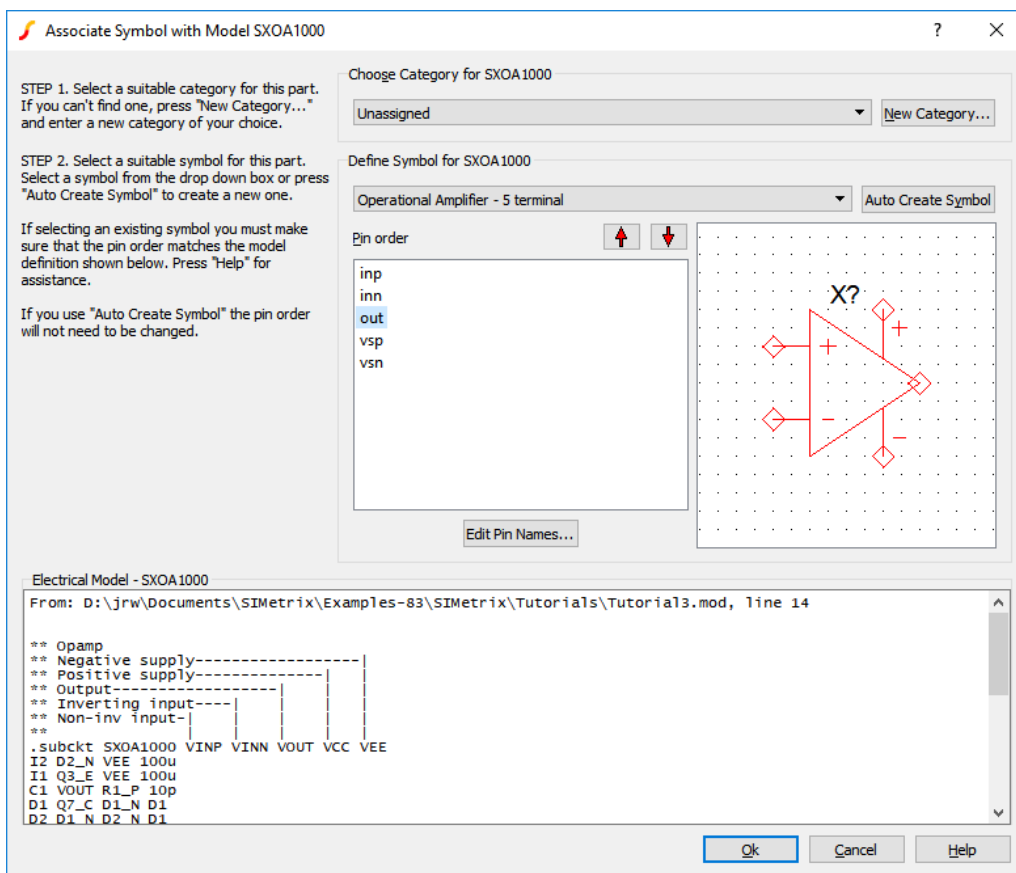 Associate Symbol with Model SXOA1000
?
STEP 1. Select a suitable category for this part.
If you can't find one, press "New Category..."
and enter a new category of your choice.
STEP 2. Select a suitable symbol for this part.
Select a symbol from the drop down box or press
"Auto Create Symbol" to create a new one.
If selecting an existing symbol you must make
sure that the pin order matches the model
definition shown below. Press "Help" for
assistance.
If you use "Auto Create Symbol" the pin order
will not need to be changed.
Choose Category for SXOA1000
Unassigned
New Category...
Define Symbol for SXOA1000
Operational Amplifier - 5 terminal
Auto Create Symbol
Pin order
inp
inn
out
vsp
vsn
Edit Pin Names...
X?
+
+
-
-
Electrical Model - SXOA1000
From: D:\jrw\Documents\SIMetrix\Examples-83\SIMetrix\Tutorials\Tutorial3.mod, line 14
** Opamp
** Negative supply------------------|
** Positive supply--------------| |
** Output------------------| | |
** Inverting input----| | | |
** Non-inv input-| | | | |
** | | | | |
.subckt SXOA1000 VINP VINN VOUT VCC VEE
I2 D2_N VEE 100u
I1 Q3_E VEE 100u
C1 VOUT R1_P 10p
D1 Q7_C D1_N D1
D2 D1_N D2_N D1
Ok
Cancel
Help